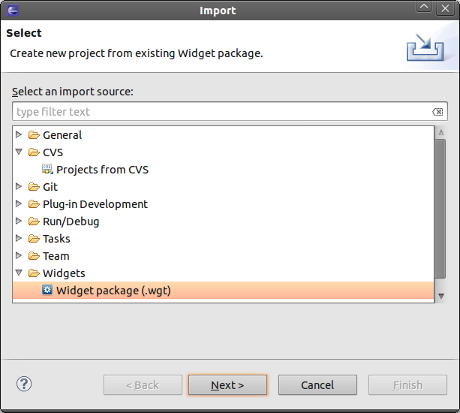 Import
Select
Create new project from existing Widget package.
Select an import source:
type filter text
General
CVS
Projects from CVS
Git
Plug-in Development
Run/Debug
Tasks
Team
Widgets
Widget package (.wgt)
? < Back Next > Cancel Finish